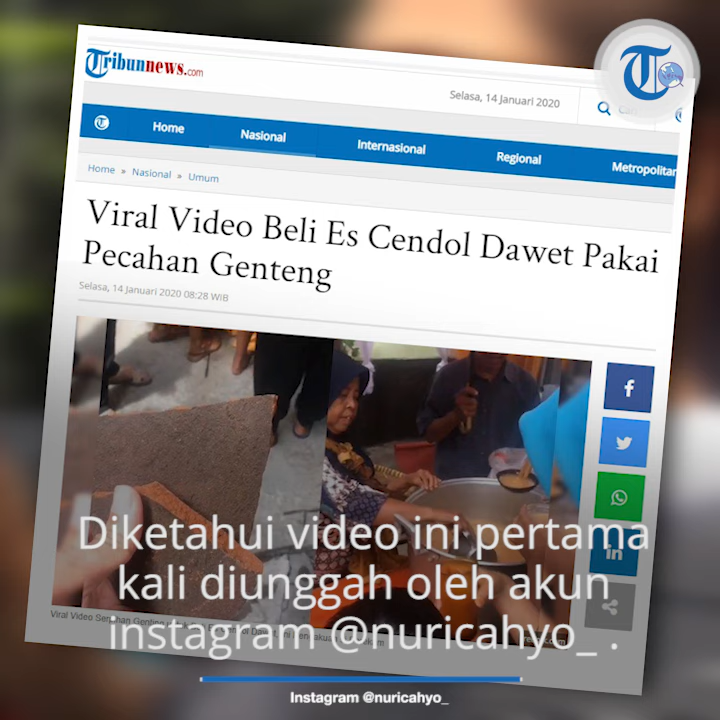 Tribunnews.com
Selasa, 14 Januari 2020
Home Nasional Internasional Regional Metropolitan
Home » Nasional » Umum
Viral Video Beli Es Cendol Dawet Pakai
Pecahan Genteng
Selasa, 14 Januari 2020 08:28 WIB
Diketahui video ini pertama
kali diunggah oleh akun
instagram @nuricahyo_ .
Viral Video
Instagram @nuricahyo_